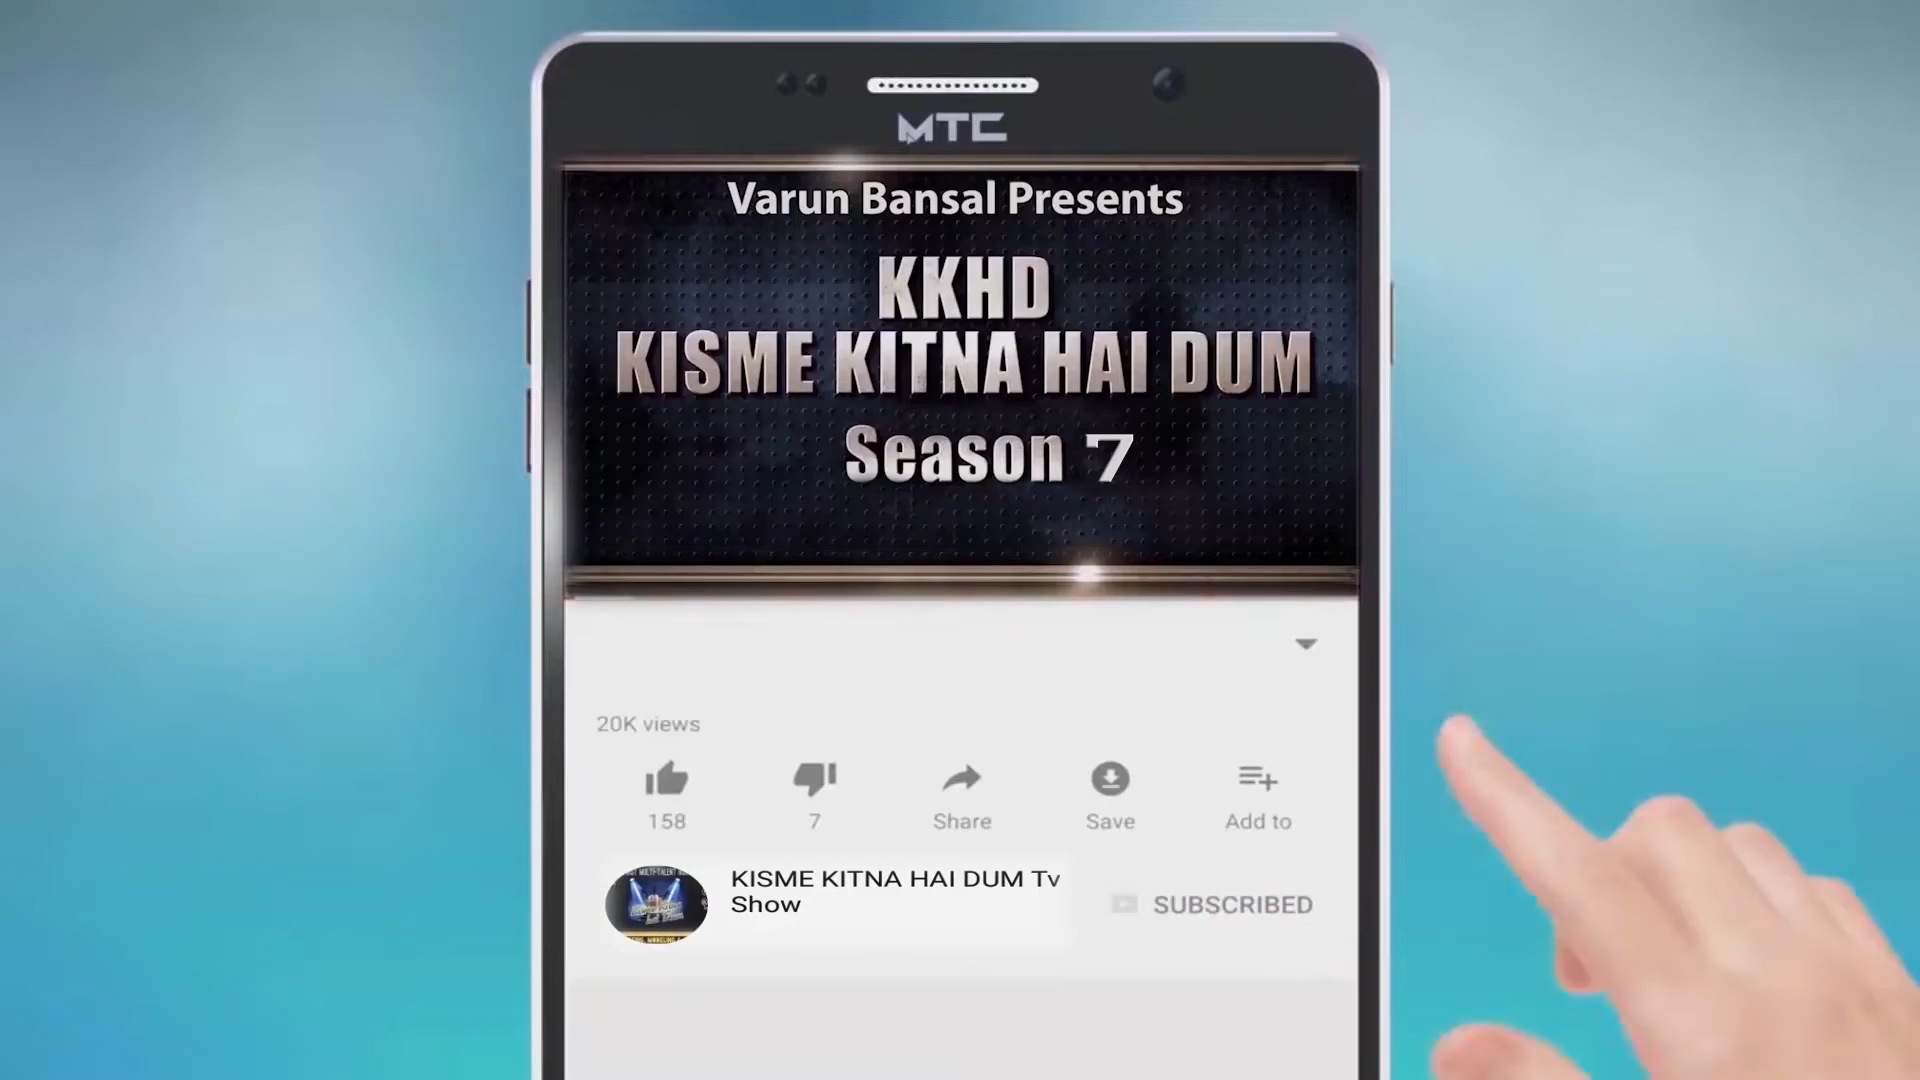 MTC
Varun Bansal Presents
KKHD
KISME KITNA HAI DUM
Season 7
20K views
158
7
Share
Save
Add to
KISME KITNA HAI DUM Tv
Show
SUBSCRIBED